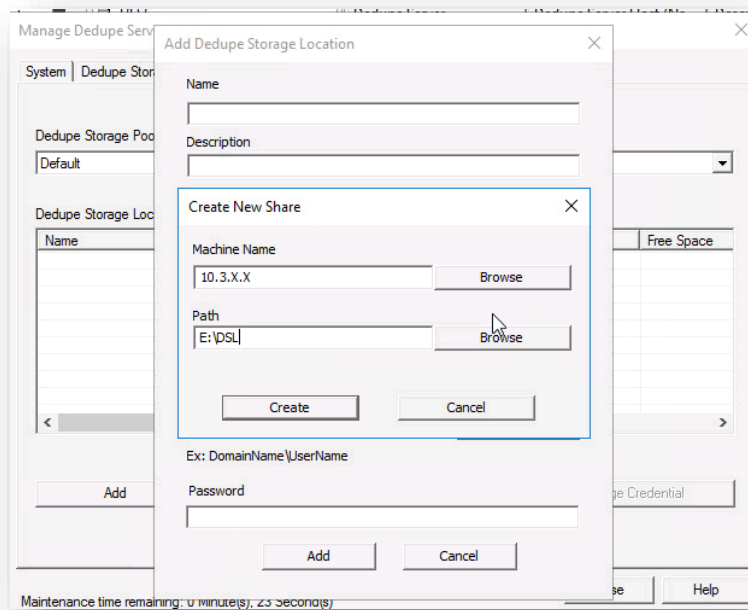 Manage Dedupe Serv
Add Dedupe Storage Location
System
Dedupe Stor
Name
Description
Dedupe Storage Poo
Default
Create New Share
Dedupe Storage Loc
Name
Free Space
Machine Name
10.3.X.X
Browse
Path
E:\DSL
Browse
Create
Cancel
Ex: DomainName\UserName
Add
Password
ge Credential
Add
Cancel
se
Help
Maintenance time remaining: 0 Minute(s), 23 Second(s)